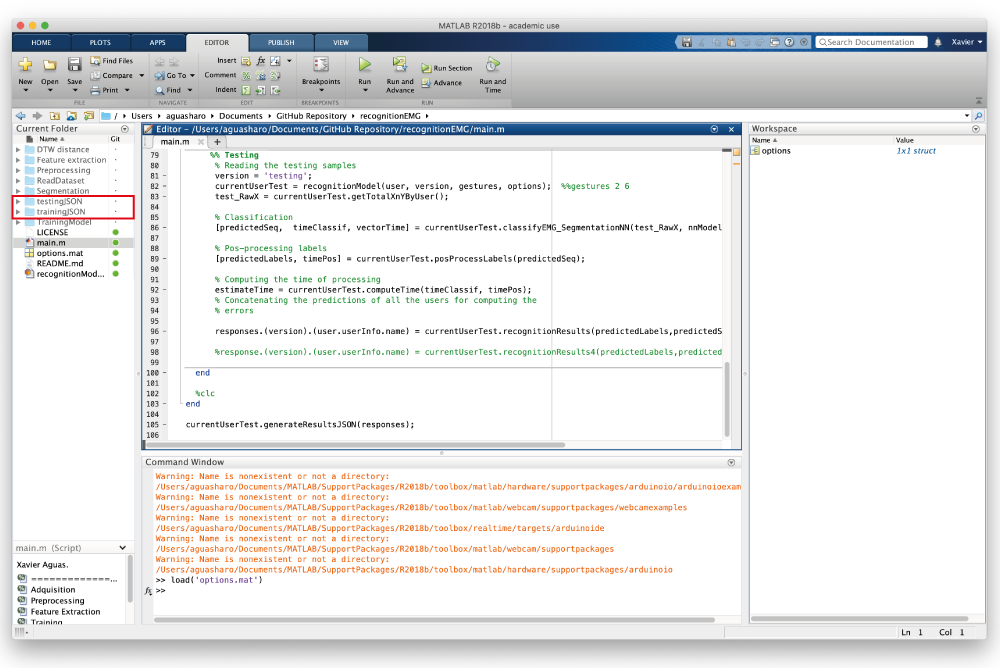 MATLAB R2018b - academic use
HOME PLOTS APPS EDITOR PUBLISH VIEW
Search Documentation Xavier
New Open Save Find Files Compare Print
Go To Find
Insert fx Comment Indent
Breakpoints
Run Run and Advance Run Section Advance Run and Time
FILE NAVIGATE EDIT BREAKPOINTS RUN
/ Users aguasharo Documents GitHub Repository recognitionEMG
Current Folder
Name Git
DTW distance
Feature extraction
Preprocessing
ReadDataset
Segmentation
testingJSON
trainingJSON
TrainingModel
LICENSE
main.m
options.mat
README.md
recognitionMod...
main.m (Script)
Xavier Aguas.
=============...
Adquisition
Preprocessing
Feature Extraction
Training
Editor - /Users/aguasharo/Documents/GitHub Repository/recognitionEMG/main.m
main.m × +
79 %% Testing
80 % Reading the testing samples
81 - version = 'testing';
82 - currentUserTest = recognitionModel(user, version, gestures, options); %%gestures 2 6
83 - test_RawX = currentUserTest.getTotalXnYByUser();
84
85 % Classification
86 - [predictedSeq, timeClassif, vectorTime] = currentUserTest.classifyEMG_SegmentationNN(test_RawX, nnModel
87
88 % Pos-processing labels
89 - [predictedLabels, timePos] = currentUserTest.posProcessLabels(predictedSeq);
90
91 % Computing the time of processing
92 - estimateTime = currentUserTest.computeTime(timeClassif, timePos);
93 % Concatenating the predictions of all the users for computing the
94 % errors
95
96 - responses.(version).(user.userInfo.name) = currentUserTest.recognitionResults(predictedLabels,predictedS
97
98 %response.(version).(user.userInfo.name) = currentUserTest.recognitionResults4(predictedLabels,predicted
99
100 - end
101
102 %clc
103 - end
104
105 - currentUserTest.generateResultsJSON(responses);
106
Command Window
Warning: Name is nonexistent or not a directory:
/Users/aguasharo/Documents/MATLAB/SupportPackages/R2018b/toolbox/matlab/hardware/supportpackages/arduinoio/arduinoioexam
Warning: Name is nonexistent or not a directory:
/Users/aguasharo/Documents/MATLAB/SupportPackages/R2018b/toolbox/matlab/webcam/supportpackages/webcamexamples
Warning: Name is nonexistent or not a directory:
/Users/aguasharo/Documents/MATLAB/SupportPackages/R2018b/toolbox/realtime/targets/arduinoide
Warning: Name is nonexistent or not a directory:
/Users/aguasharo/Documents/MATLAB/SupportPackages/R2018b/toolbox/matlab/webcam/supportpackages
Warning: Name is nonexistent or not a directory:
/Users/aguasharo/Documents/MATLAB/SupportPackages/R2018b/toolbox/matlab/hardware/supportpackages/arduinoio
>> load('options.mat')
fx >>
Workspace
Name Value
options 1x1 struct
Ln 1 Col 1